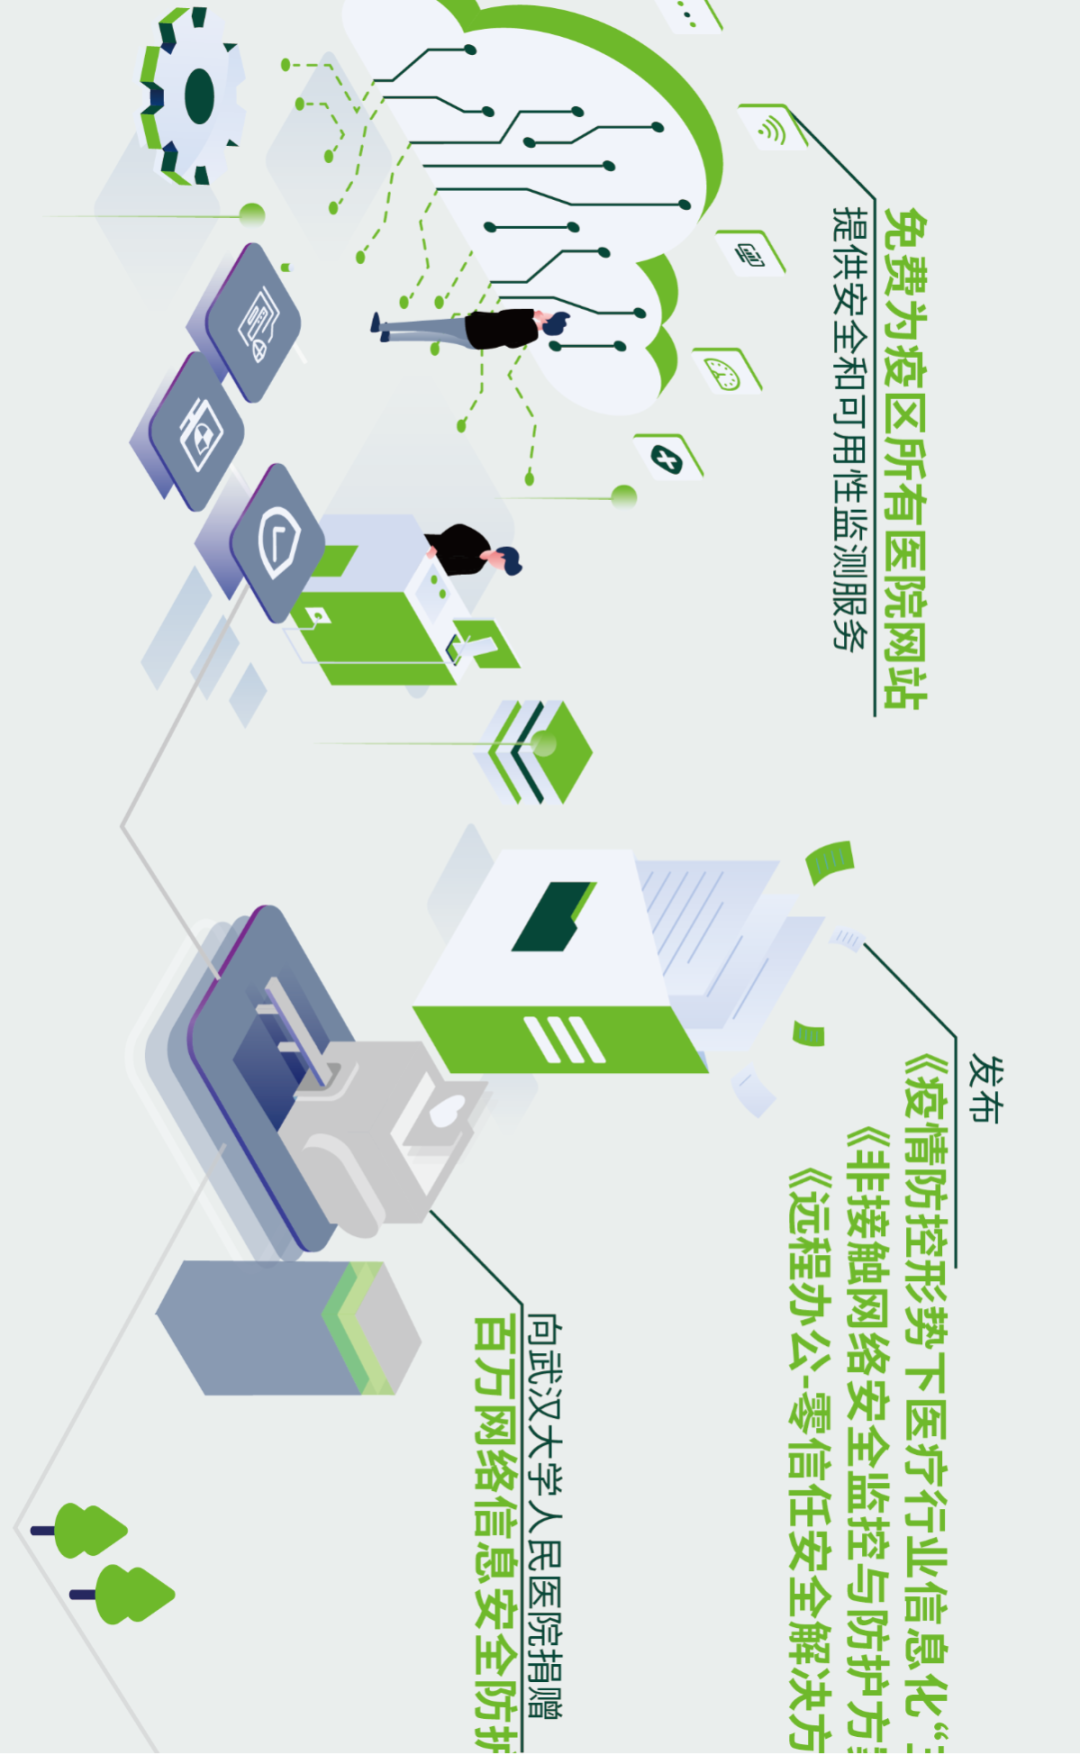 免费为疫区所有医院网站
提供安全和可用性监测服务
发布
《疫情防控形势下医疗行业信息化“
《非接触网络安全监控与防护方
《远程办公-零信任安全解决方
向武汉大学人民医院捐赠
百万网络信息安全防护